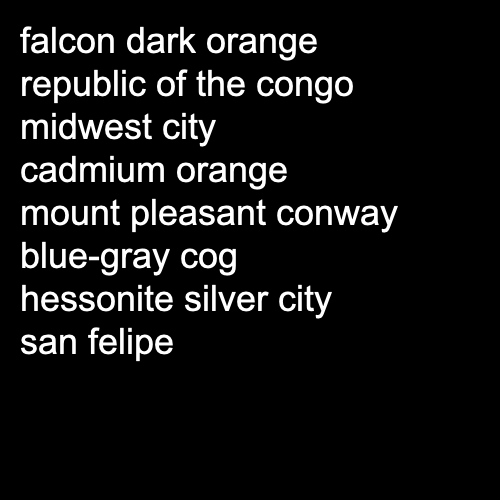 falcon dark orange
republic of the congo
midwest city
cadmium orange
mount pleasant conway
blue-gray cog
hessonite silver city
san felipe